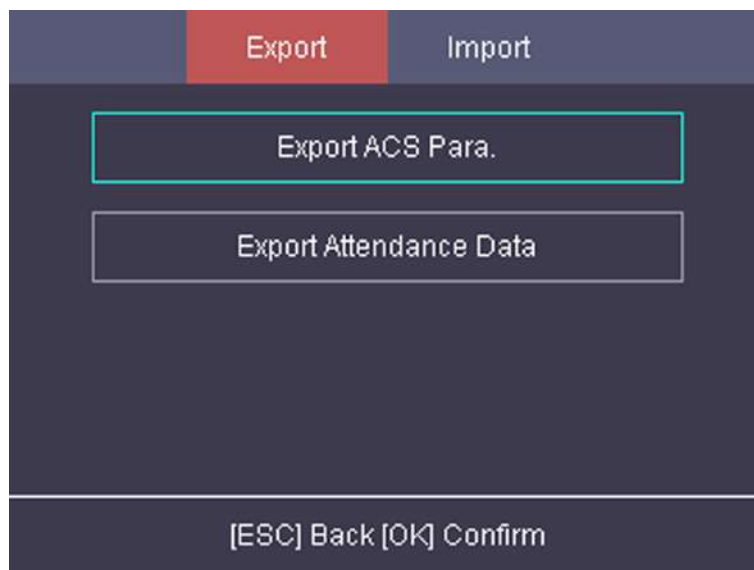 Export Import
Export ACS Para.
Export Attendance Data
[ESC] Back [OK] Confirm